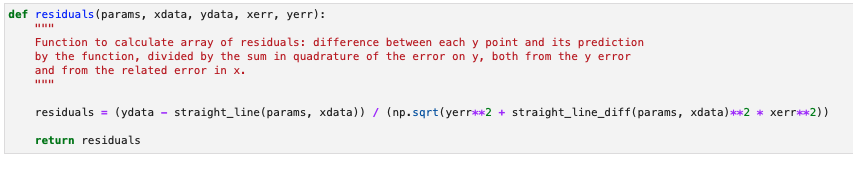 def residuals(params, xdata, ydata, xerr, yerr):
    """
    Function to calculate array of residuals: difference between each y point and its prediction
    by the function, divided by the sum in quadrature of the error on y, both from the y error
    and from the related error in x.
    """
    residuals = (ydata - straight_line(params, xdata)) / (np.sqrt(yerr**2 + straight_line_diff(params, xdata)**2 * xerr**2))
    return residuals